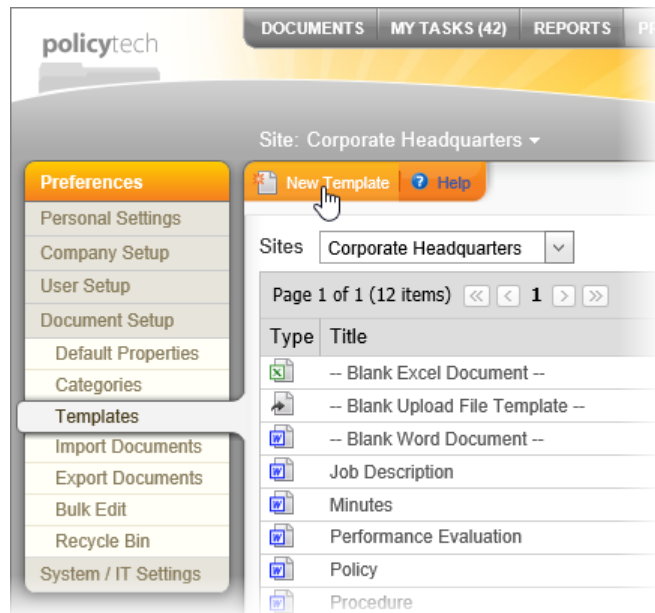 policytech
DOCUMENTS MY TASKS (42) REPORTS
Site: Corporate Headquarters
Preferences
Personal Settings
Company Setup
User Setup
Document Setup
Default Properties
Categories
Templates
Import Documents
Export Documents
Bulk Edit
Recycle Bin
System / IT Settings
New Template Help
Sites Corporate Headquarters
Page 1 of 1 (12 items) 1
Type Title
-- Blank Excel Document --
-- Blank Upload File Template --
-- Blank Word Document --
Job Description
Minutes
Performance Evaluation
Policy
Procedure